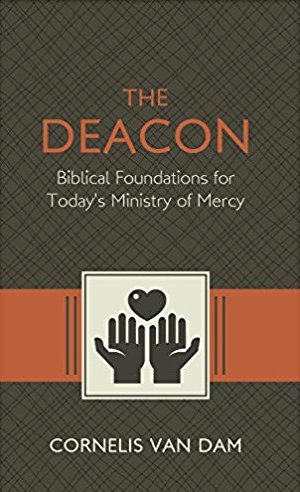 THE
DEACON
Biblical Foundations for
Today's Ministry of Mercy
CORNELIS VAN DAM